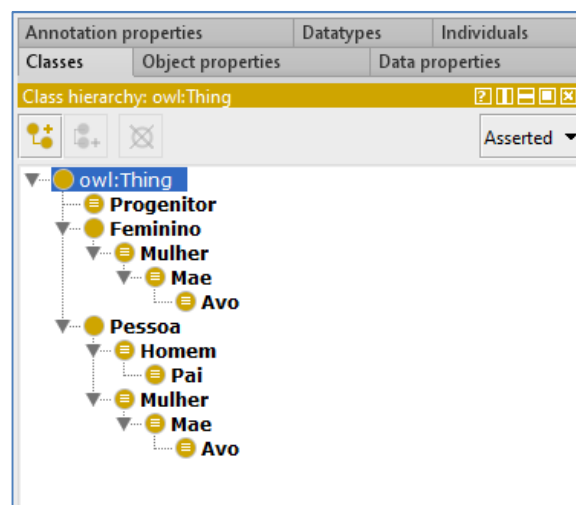 Annotation properties Datatypes Individuals
Classes Object properties Data properties
Class hierarchy: owl:Thing
Asserted
owl:Thing
Progenitor
Feminino
Mulher
Mae
Avo
Pessoa
Homem
Pai
Mulher
Mae
Avo